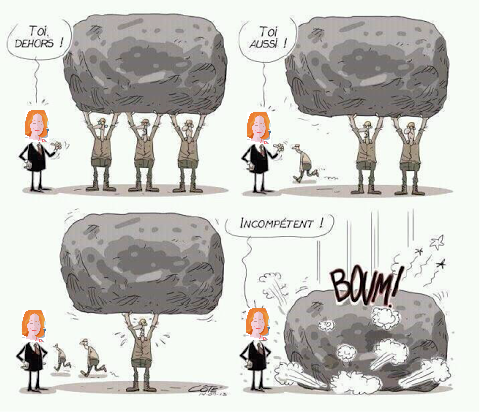 TOI,
DEHORS !
TOI
AUSSI !
INCOMPÉTENT !
BOUM!
CÔTÉ